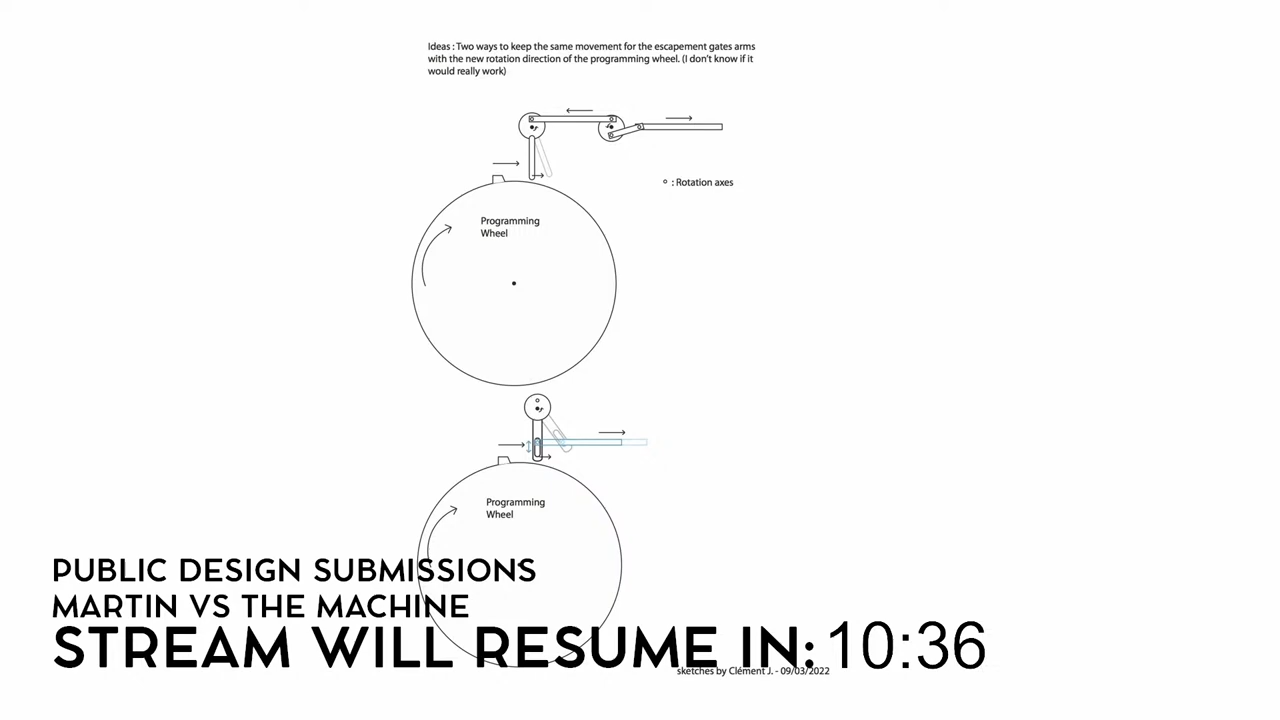 Ideas : Two ways to keep the same movement for the escapement gates arms
with the new rotation direction of the programming wheel. (I don't know if it
would really work)
: Rotation axes
Programming
Wheel
Programming
Wheel
PUBLIC DESIGN SUBMISSIONS
MARTIN VS THE MACHINE
STREAM WILL RESUME IN: 10:36
sketches by Clément J. - 09/03/2022